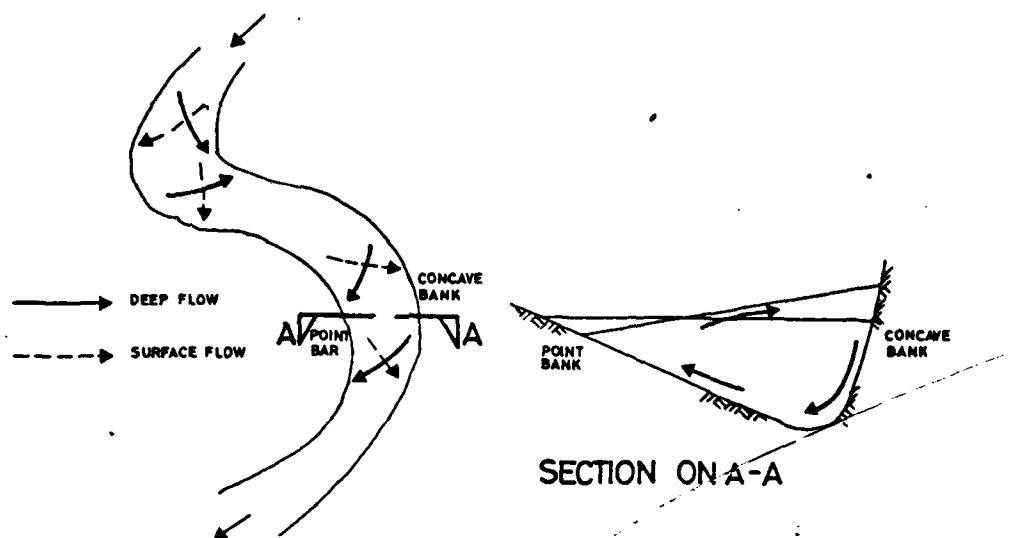 CONCAVE
BANK
DEEP FLOW
SURFACE FLOW
A
POINT
BAR
A
POINT
BANK
CONCAVE
BANK
SECTION ON A-A